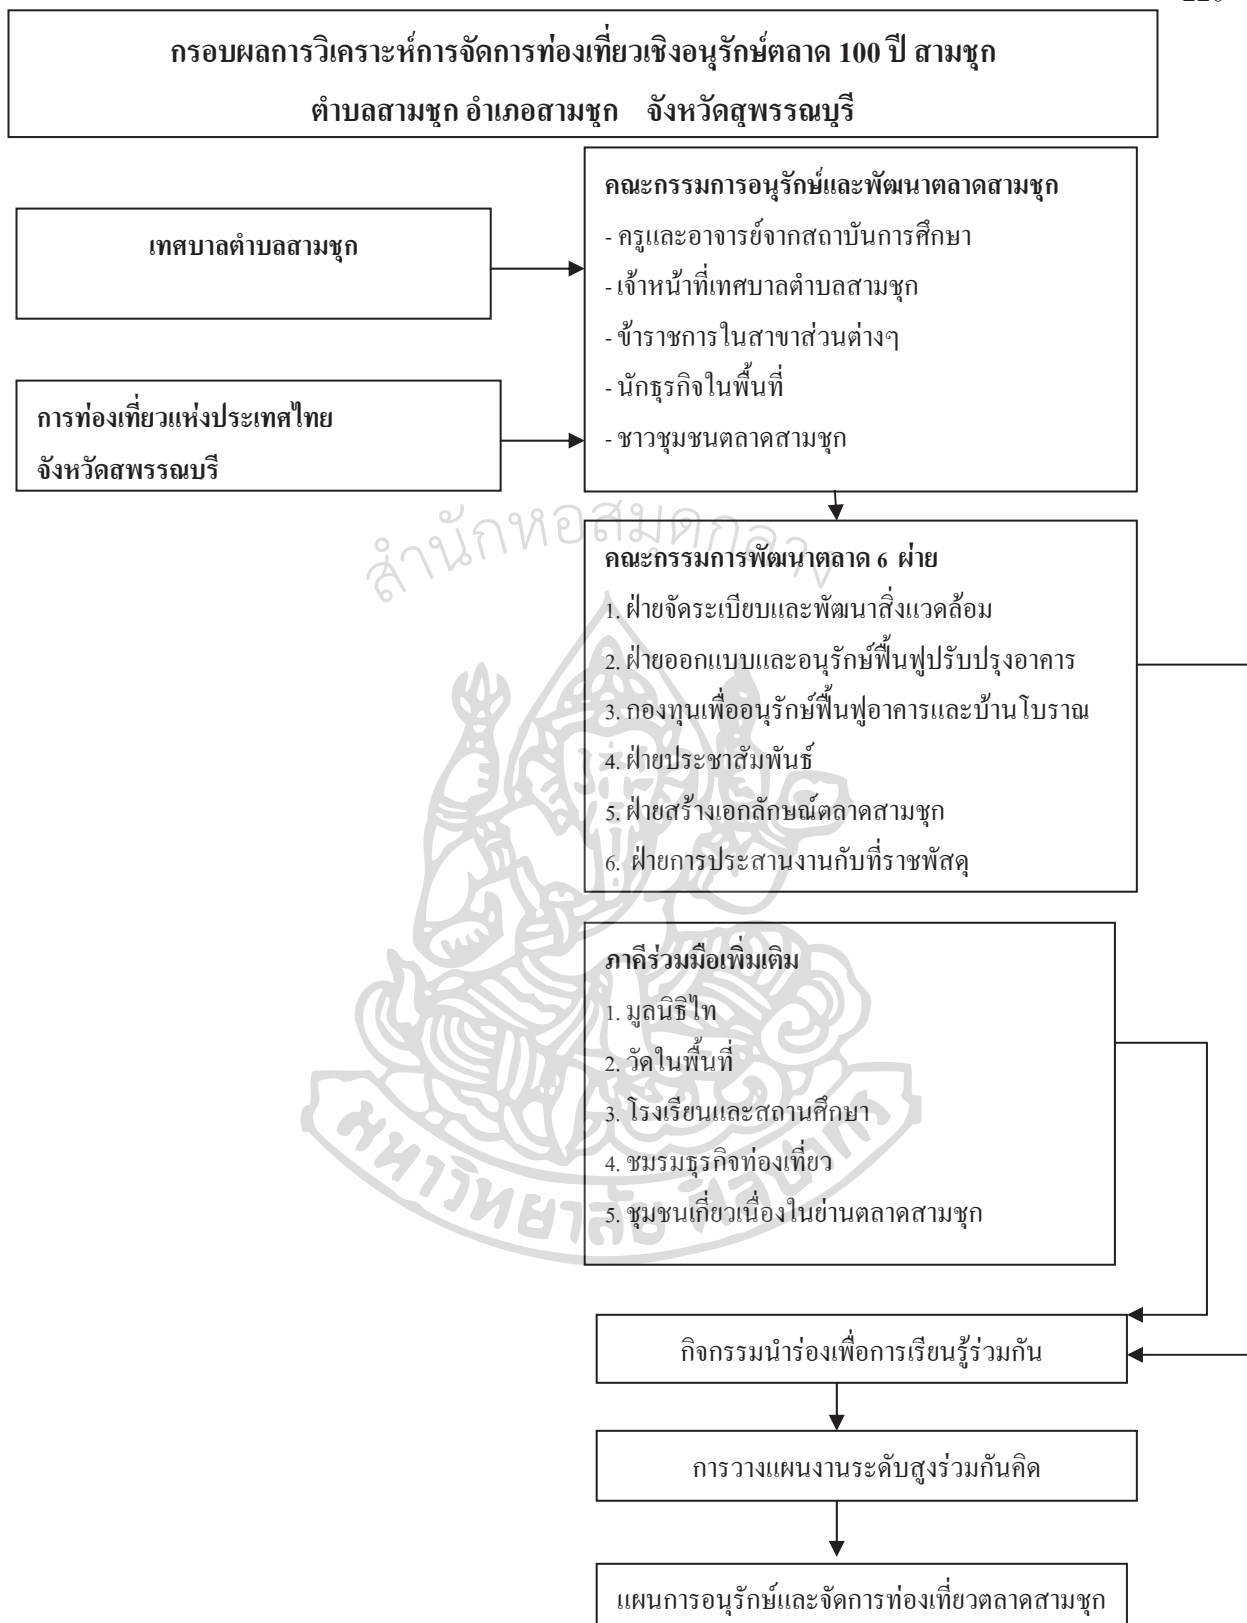 กรอบผลการวิเคราะห์การจัดการท่องเที่ยวเชิงอนุรักษ์ตลาด 100 ปี สามชุก
ตำบลสามชุก อำเภอสามชุก จังหวัดสุพรรณบุรี
คณะกรรมการอนุรักษ์และพัฒนาตลาดสามชุก
- ครูและอาจารย์จากสถาบันการศึกษา
- เจ้าหน้าที่เทศบาลตำบลสามชุก
- ข้าราชการในสาขาส่วนต่างๆ
- นักธุรกิจในพื้นที่
- ชาวชุมชนตลาดสามชุก
เทศบาลตำบลสามชุก
การท่องเที่ยวแห่งประเทศไทย
จังหวัดสุพรรณบุรี
สำนักหอสมุดกลาง
คณะกรรมการพัฒนาตลาด 6 ฝ่าย
1. ฝ่ายจัดระเบียบและพัฒนาสิ่งแวดล้อม
2. ฝ่ายออกแบบและอนุรักษ์ฟื้นฟูปรับปรุงอาคาร
3. กองทุนเพื่ออนุรักษ์ฟื้นฟูอาคารและบ้านโบราณ
4. ฝ่ายประชาสัมพันธ์
5. ฝ่ายสร้างเอกลักษณ์ตลาดสามชุก
6. ฝ่ายการประสานงานกับที่ราชพัสดุ
ภาคีร่วมมือเพิ่มเติม
1. มูลนิธิไท
2. วัดในพื้นที่
3. โรงเรียนและสถานศึกษา
4. ชมรมธุรกิจท่องเที่ยว
5. ชุมชนเกี่ยวเนื่องในย่านตลาดสามชุก
มหาวิทยาลัยศิลปากร
กิจกรรมนำร่องเพื่อการเรียนรู้ร่วมกัน
การวางแผนงานระดับสูงร่วมกันคิด
แผนการอนุรักษ์และจัดการท่องเที่ยวตลาดสามชุก